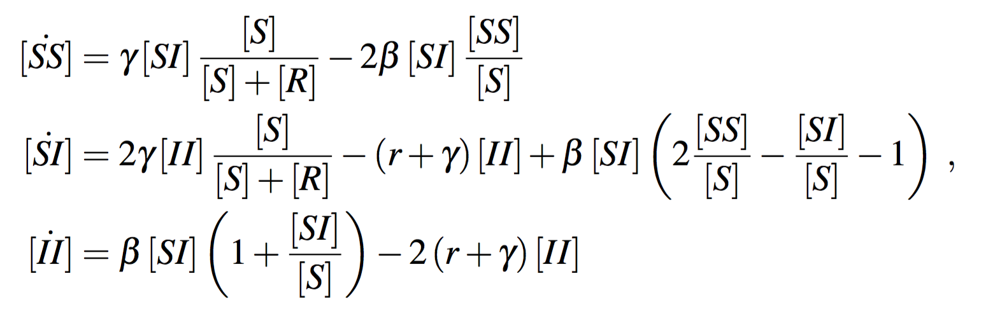 [ṠS] = γ[SI] [S]/([S] + [R]) − 2β [SI] [SS]/[S]
[ṠI] = 2γ[II] [S]/([S] + [R]) − (r + γ) [II] + β [SI] (2 [SS]/[S] − [SI]/[S] − 1) ,
[İI] = β [SI] (1 + [SI]/[S]) − 2 (r + γ) [II]